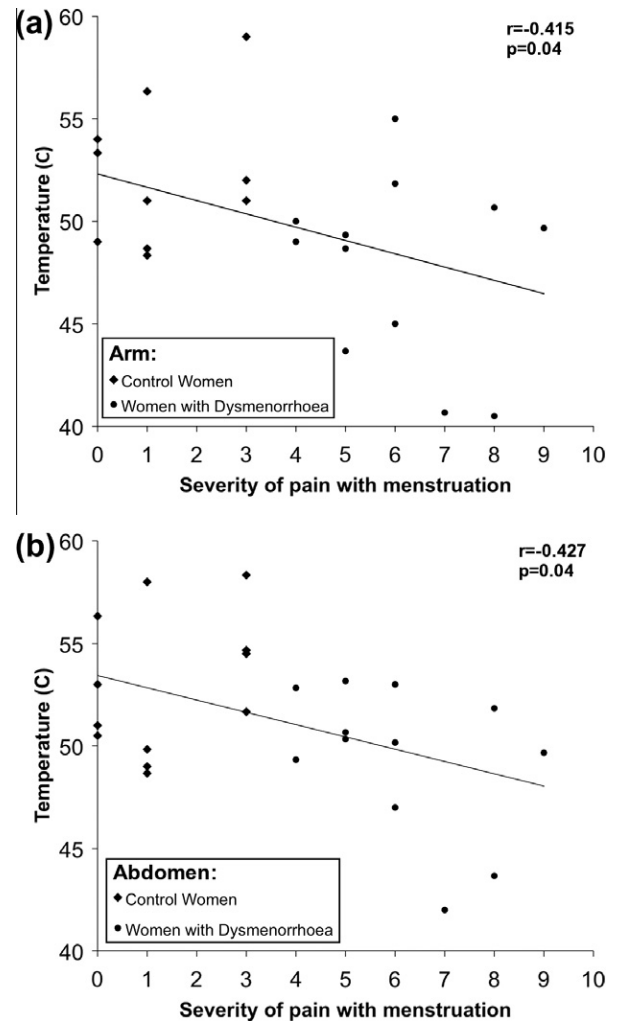 (a)
r=-0.415
p=0.04
60
55
50
45
40
Temperature (C)
Arm:
Control Women
Women with Dysmenorrhoea
0 1 2 3 4 5 6 7 8 9 10
Severity of pain with menstruation
(b)
r=-0.427
p=0.04
60
55
50
45
40
Temperature (C)
Abdomen:
Control Women
Women with Dysmenorrhoea
0 1 2 3 4 5 6 7 8 9 10
Severity of pain with menstruation